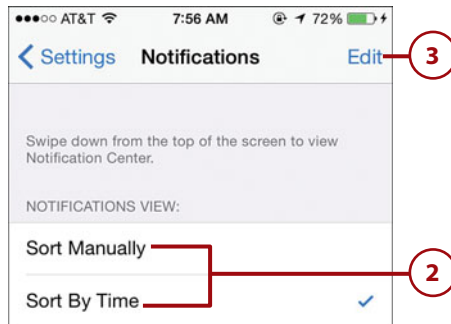 AT&T 7:56 AM 72%
Settings Notifications Edit
3
Swipe down from the top of the screen to view
Notification Center.
NOTIFICATIONS VIEW:
Sort Manually
2
Sort By Time